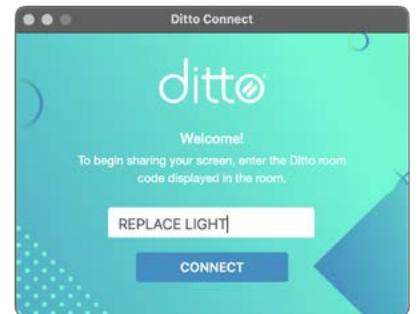 Ditto Connect
ditto
Welcome!
To begin sharing your screen, enter the Ditto room
code displayed in the room.
REPLACE LIGHT
CONNECT